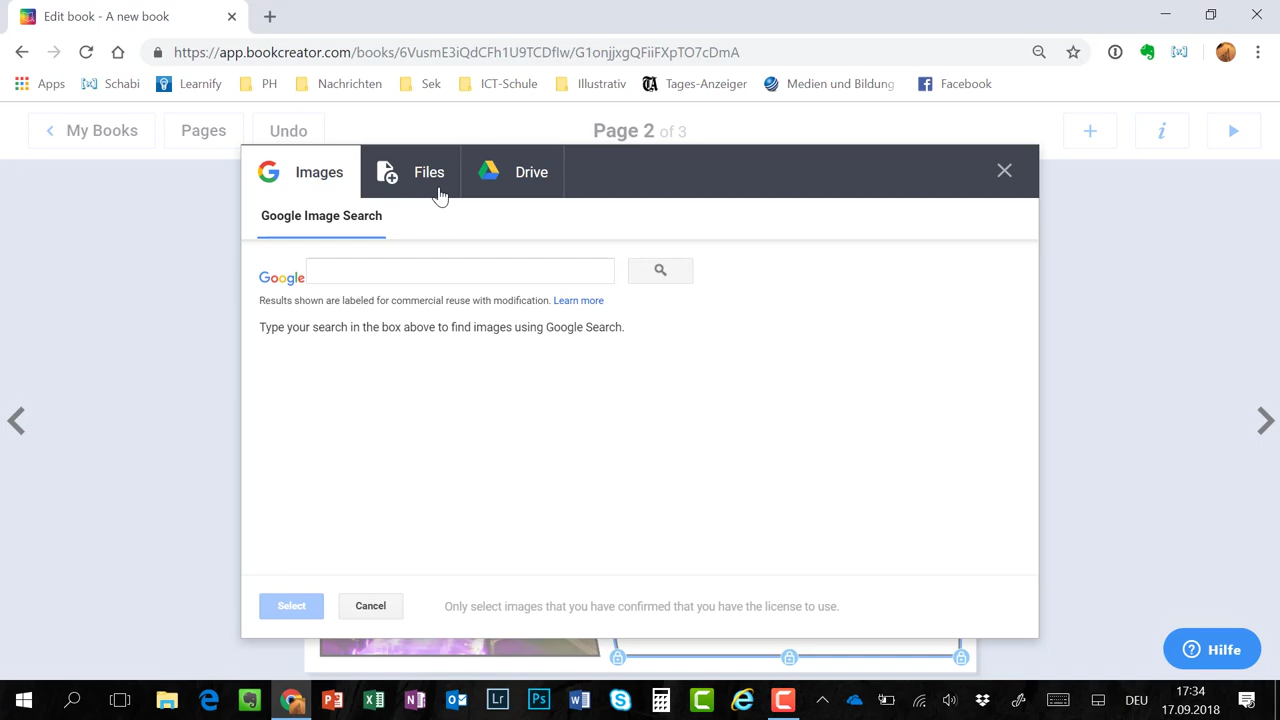 Edit book - A new book
https://app.bookcreator.com/books/6VusmE3iQdCFh1U9TCDfIw/G1onjjxgQFiiFXpTO7cDmA
Apps Schabi Learnify PH Nachrichten Sek ICT-Schule Illustrativ Tages-Anzeiger Medien und Bildung Facebook
My Books Pages Undo Page 2 of 3
Images Files Drive
Google Image Search
Google
Results shown are labeled for commercial reuse with modification. Learn more
Type your search in the box above to find images using Google Search.
Select Cancel Only select images that you have confirmed that you have the license to use.
Hilfe
DEU 17:34
17.09.2018